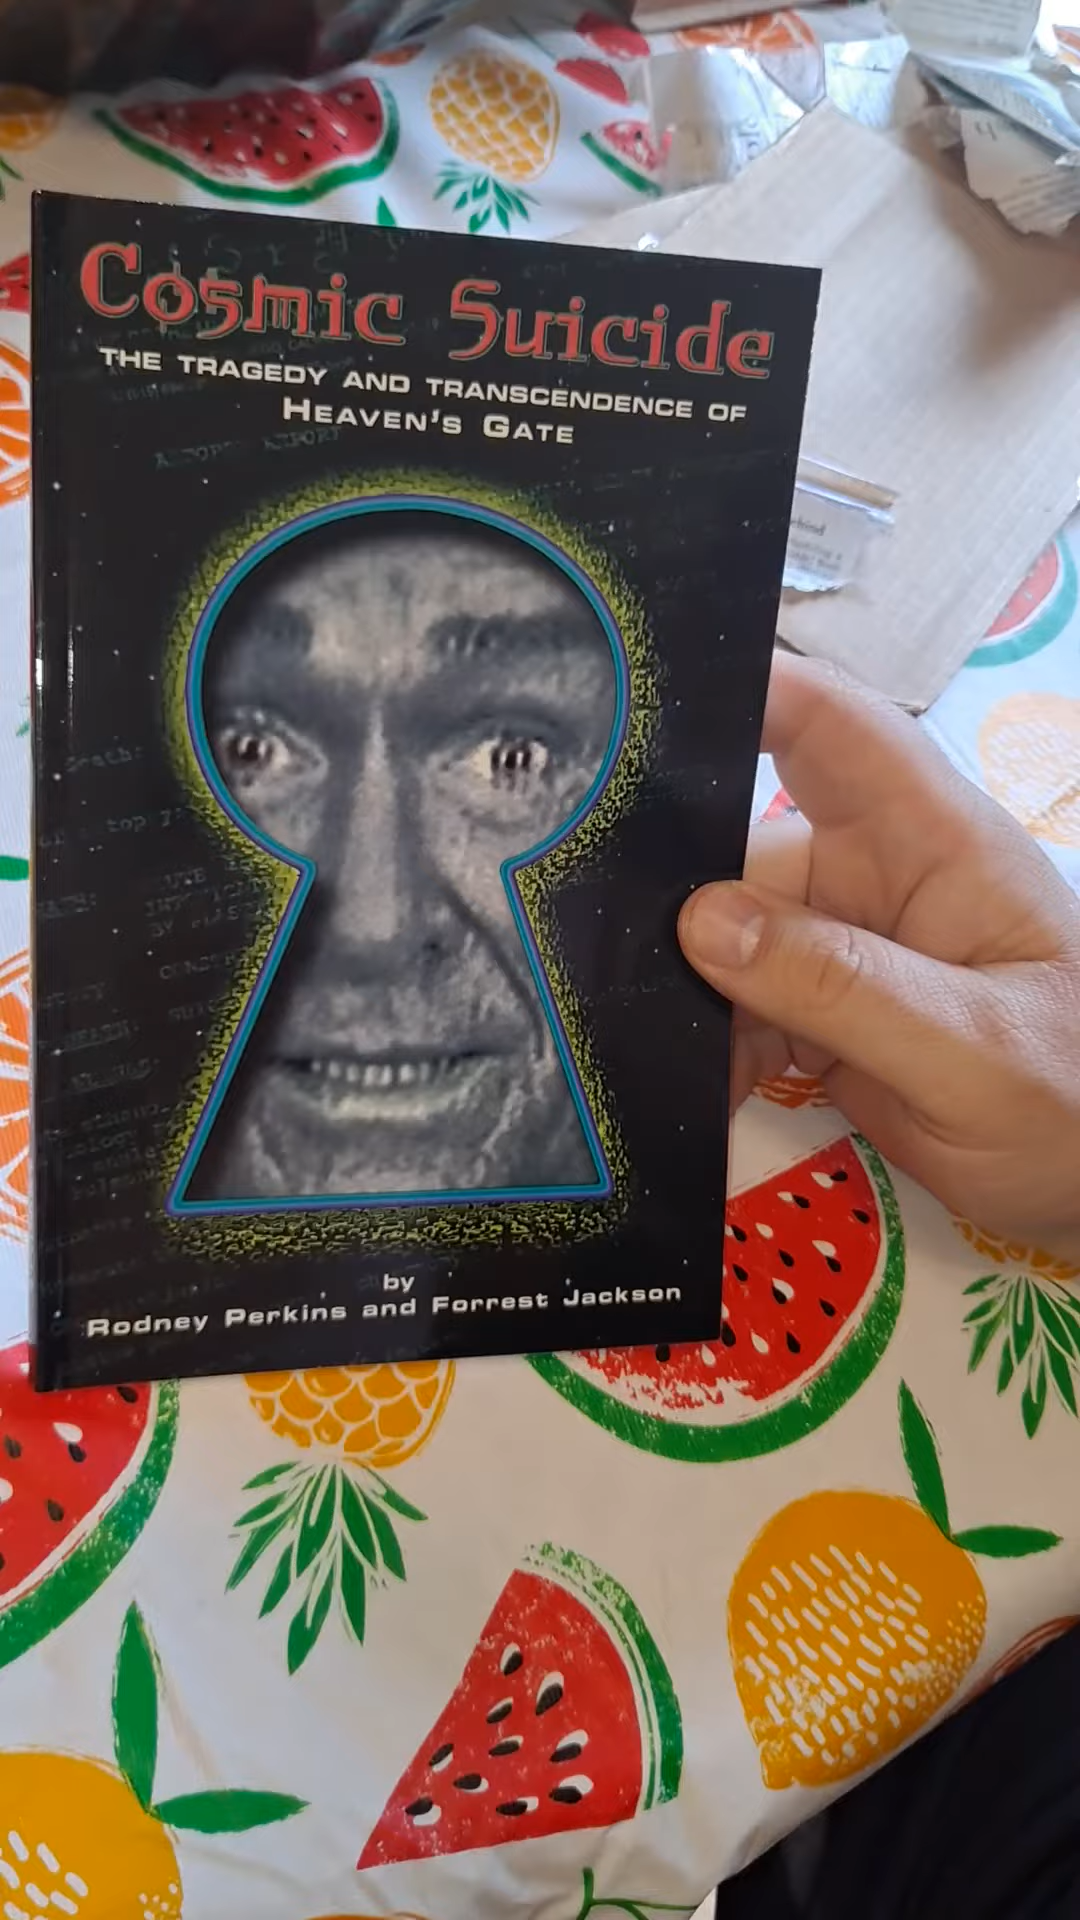 Cosmic Suicide
THE TRAGEDY AND TRANSCENDENCE OF
HEAVEN'S GATE
by
Rodney Perkins and Forrest Jackson